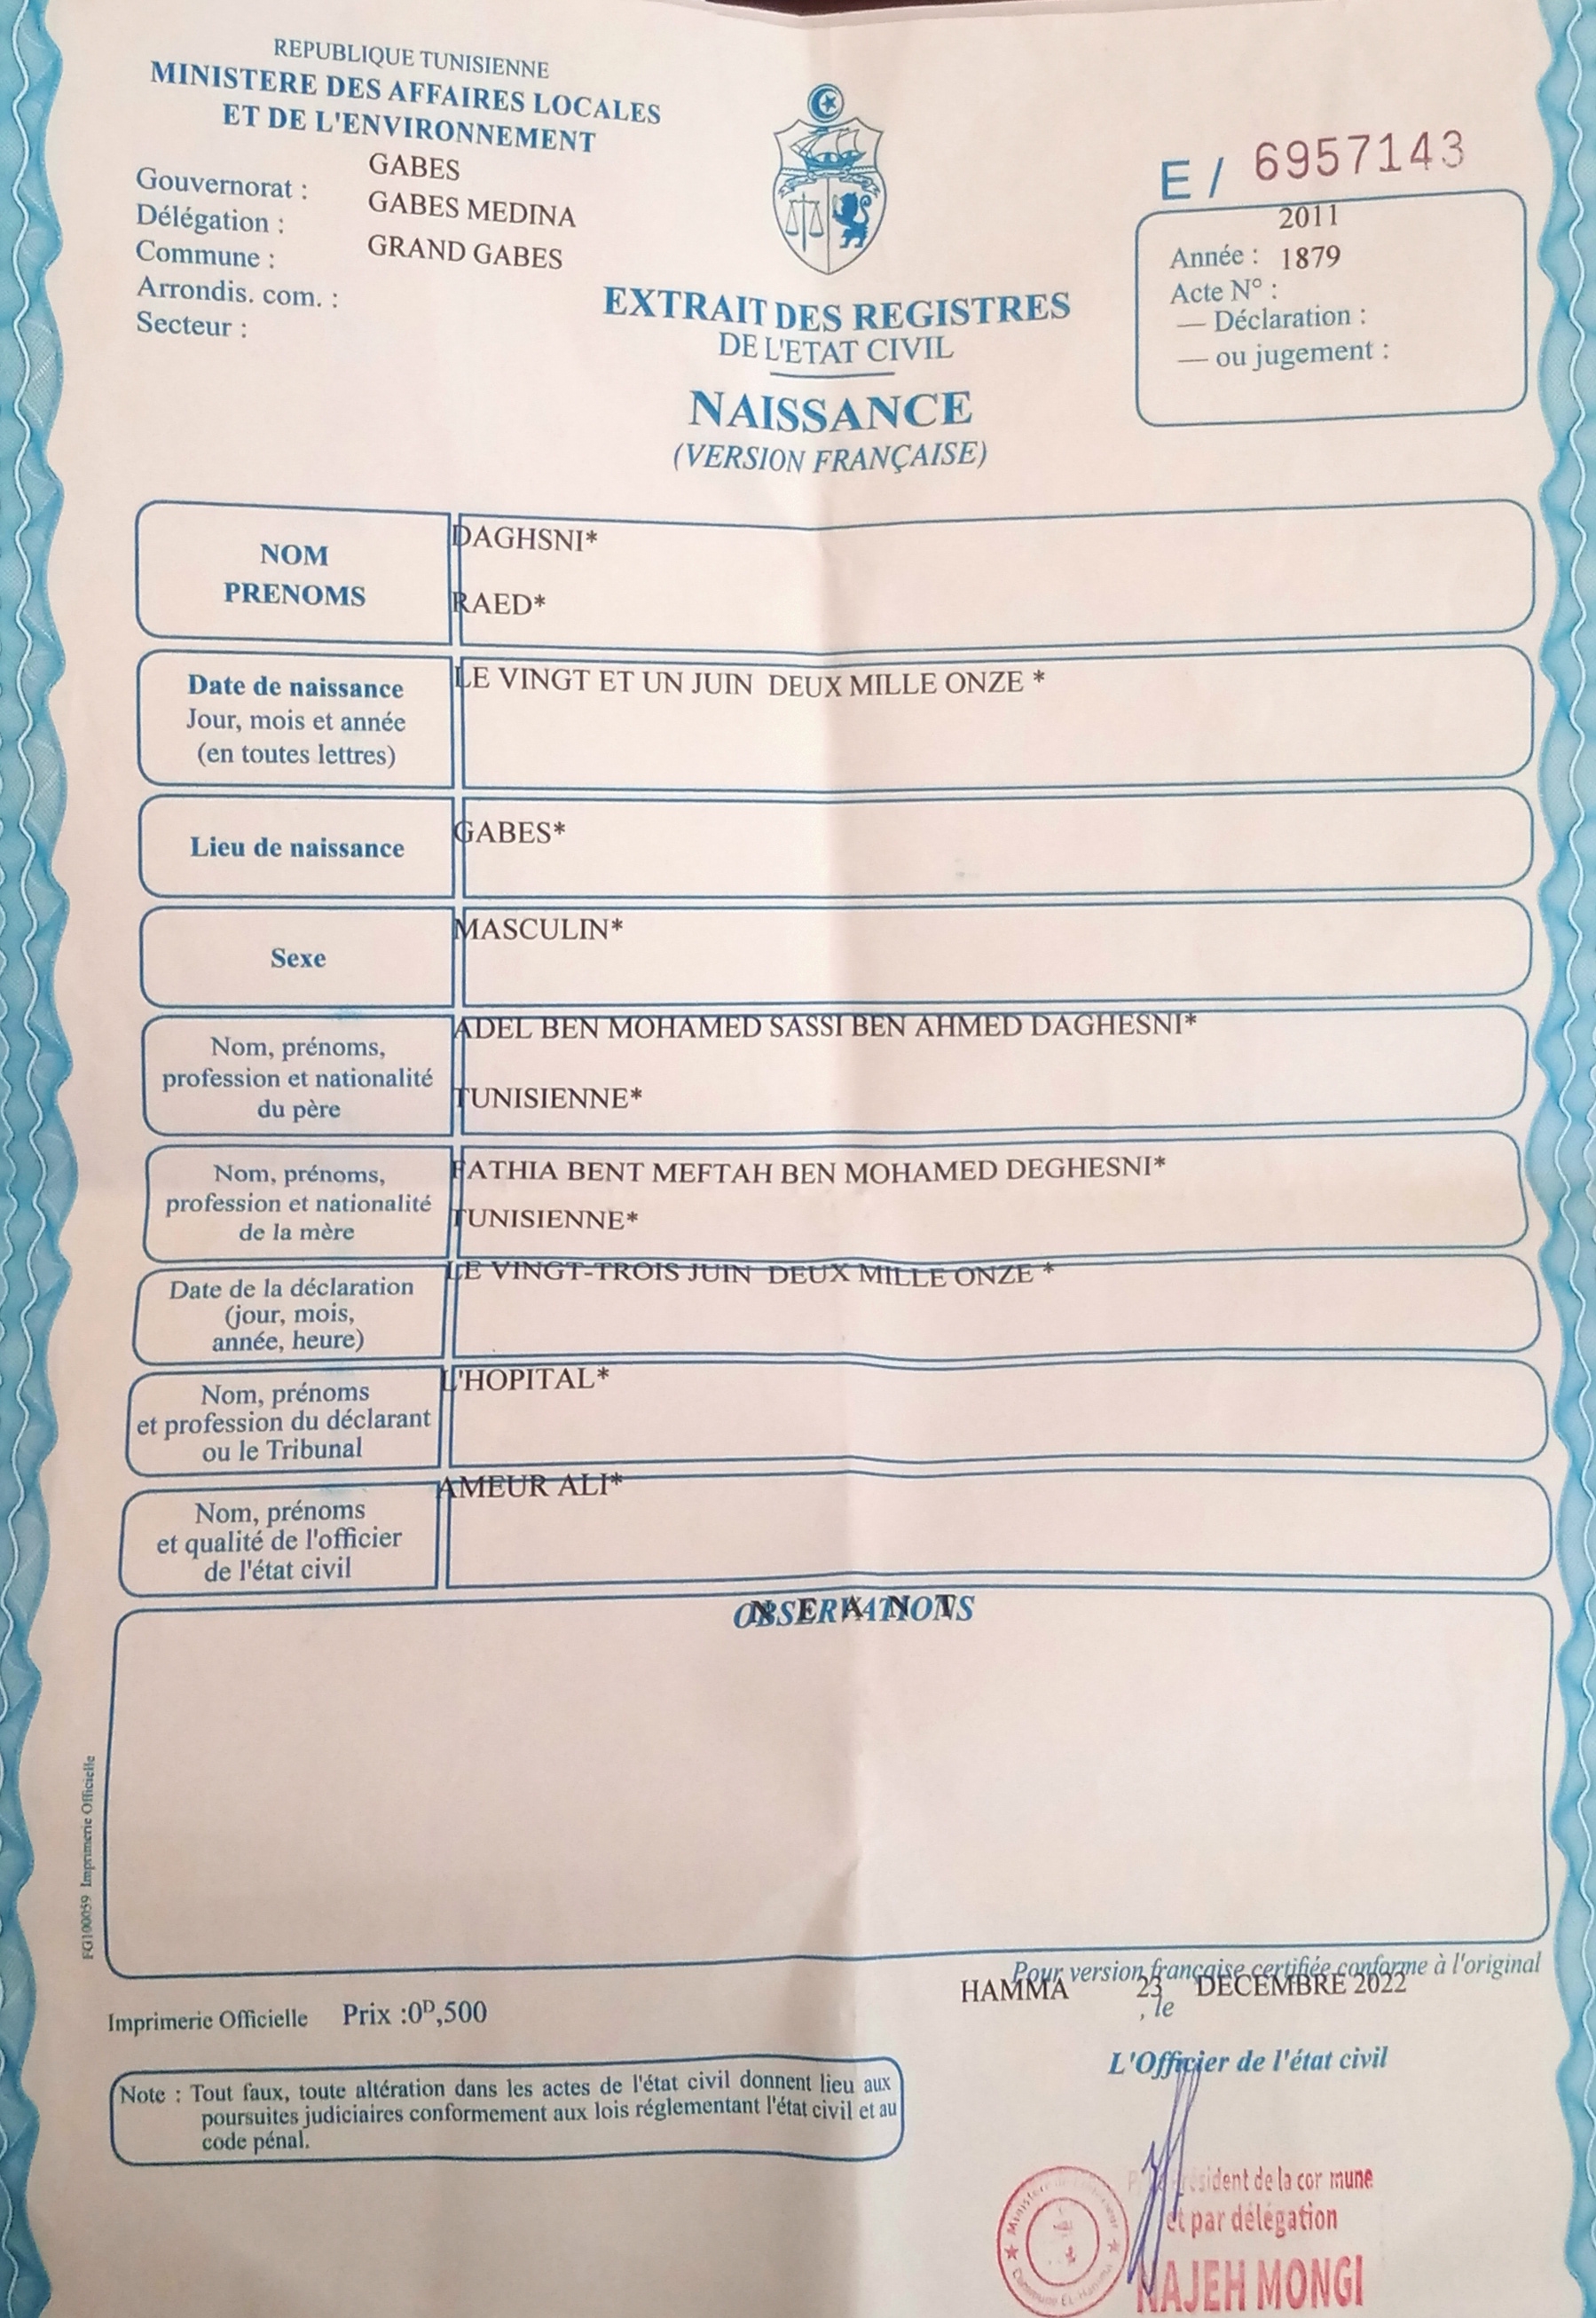 REPUBLIQUE TUNISIENNE
MINISTERE DES AFFAIRES LOCALES
ET DE L'ENVIRONNEMENT
Gouvernorat : GABES
Délégation : GABES MEDINA
Commune : GRAND GABES
Arrondis. com. :
Secteur :
E / 6957143
2011
Année : 1879
Acte N° :
— Déclaration :
— ou jugement :
EXTRAIT DES REGISTRES
DE L'ETAT CIVIL
NAISSANCE
(VERSION FRANÇAISE)
NOM DAGHSNI*
PRENOMS RAED*
Date de naissance LE VINGT ET UN JUIN DEUX MILLE ONZE *
Jour, mois et année
(en toutes lettres)
Lieu de naissance GABES*
Sexe MASCULIN*
Nom, prénoms, ADEL BEN MOHAMED SASSI BEN AHMED DAGHESNI*
profession et nationalité TUNISIENNE*
du père
Nom, prénoms, FATHIA BENT MEFTAH BEN MOHAMED DEGHESNI*
profession et nationalité TUNISIENNE*
de la mère
Date de la déclaration LE VINGT-TROIS JUIN DEUX MILLE ONZE *
(jour, mois,
année, heure)
Nom, prénoms L'HOPITAL*
et profession du déclarant
ou le Tribunal
Nom, prénoms AMEUR ALI*
et qualité de l'officier
de l'état civil
OBSERVATIONS
N E A N T
FG100059 Imprimerie Officielle
Pour version française certifiée conforme à l'original
HAMMA 23 DECEMBRE 2022
, le
Imprimerie Officielle Prix :0D,500
L'Officier de l'état civil
Note : Tout faux, toute altération dans les actes de l'état civil donnent lieu aux
poursuites judiciaires conformement aux lois réglementant l'état civil et au
code pénal.
de la commune
et par délégation
NAJEH MONGI